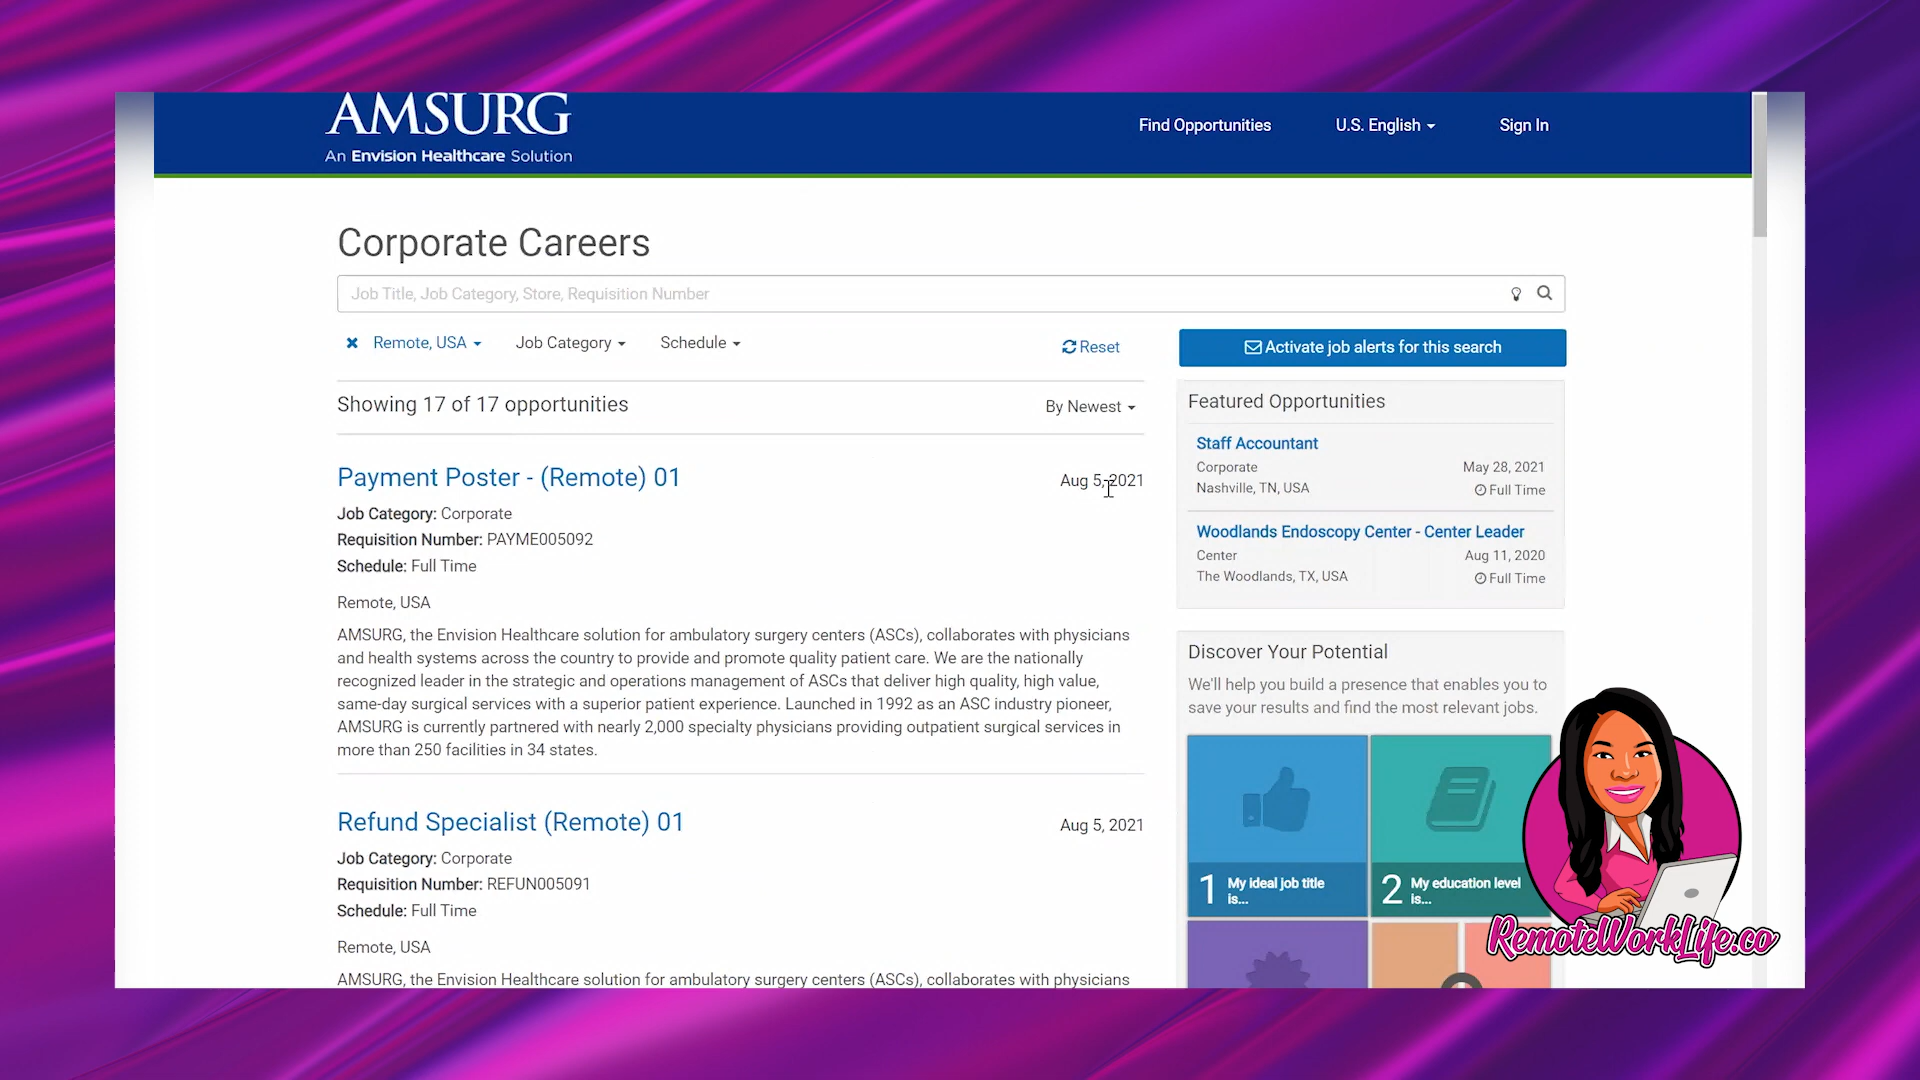 AMSURG
An Envision Healthcare Solution
Find Opportunities
U.S. English
Sign In
Corporate Careers
Job Title, Job Category, Store, Requisition Number
Remote, USA
Job Category
Schedule
Reset
Activate job alerts for this search
Showing 17 of 17 opportunities
By Newest
Payment Poster - (Remote) 01
Aug 5, 2021
Job Category: Corporate
Requisition Number: PAYME005092
Schedule: Full Time
Remote, USA
AMSURG, the Envision Healthcare solution for ambulatory surgery centers (ASCs), collaborates with physicians
and health systems across the country to provide and promote quality patient care. We are the nationally
recognized leader in the strategic and operations management of ASCs that deliver high quality, high value,
same-day surgical services with a superior patient experience. Launched in 1992 as an ASC industry pioneer,
AMSURG is currently partnered with nearly 2,000 specialty physicians providing outpatient surgical services in
more than 250 facilities in 34 states.
Refund Specialist (Remote) 01
Aug 5, 2021
Job Category: Corporate
Requisition Number: REFUN005091
Schedule: Full Time
Remote, USA
AMSURG, the Envision Healthcare solution for ambulatory surgery centers (ASCs), collaborates with physicians
Featured Opportunities
Staff Accountant
Corporate
May 28, 2021
Nashville, TN, USA
Full Time
Woodlands Endoscopy Center - Center Leader
Center
Aug 11, 2020
The Woodlands, TX, USA
Full Time
Discover Your Potential
We'll help you build a presence that enables you to
save your results and find the most relevant jobs.
1 My ideal job title
is...
2 My education level
is...
RemoteWorkLife.co